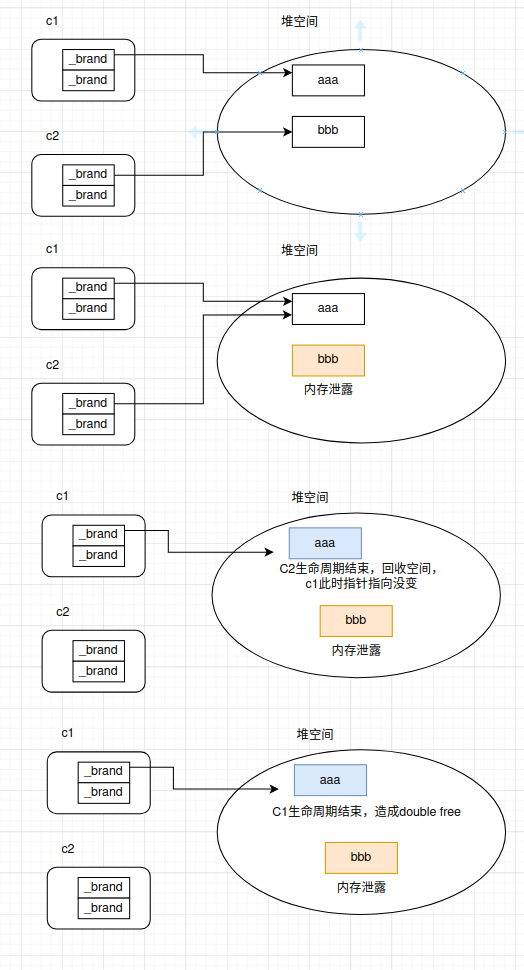 c1
堆空间
_brand
_brand
aaa
c2
bbb
_brand
_brand
c1
堆空间
_brand
_brand
aaa
c2
bbb
内存泄露
_brand
_brand
c1
堆空间
_brand
_brand
aaa
C2生命周期结束，回收空间，
c1此时指针指向没变
c2
bbb
内存泄露
_brand
_brand
c1
堆空间
_brand
_brand
aaa
C1生命周期结束，造成double free
c2
bbb
内存泄露
_brand
_brand